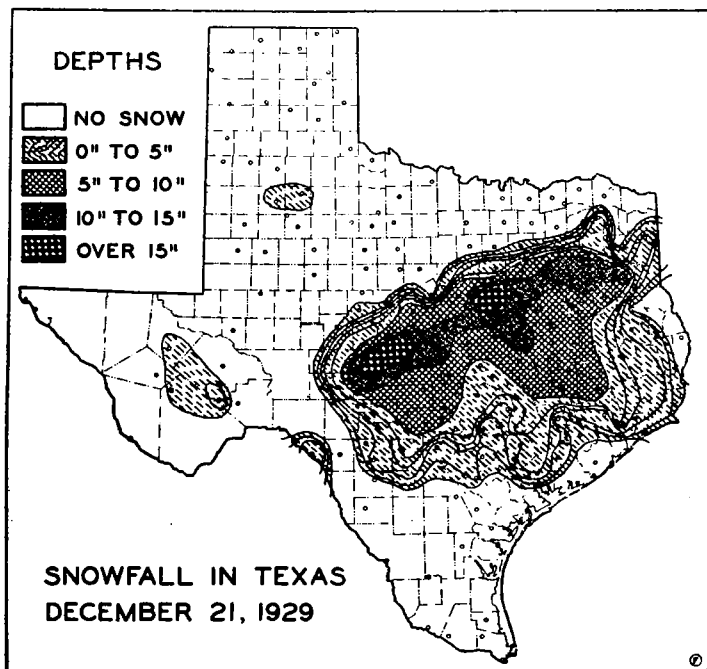 DEPTHS
NO SNOW
0" TO 5"
5" TO 10"
10" TO 15"
OVER 15"
SNOWFALL IN TEXAS
DECEMBER 21, 1929